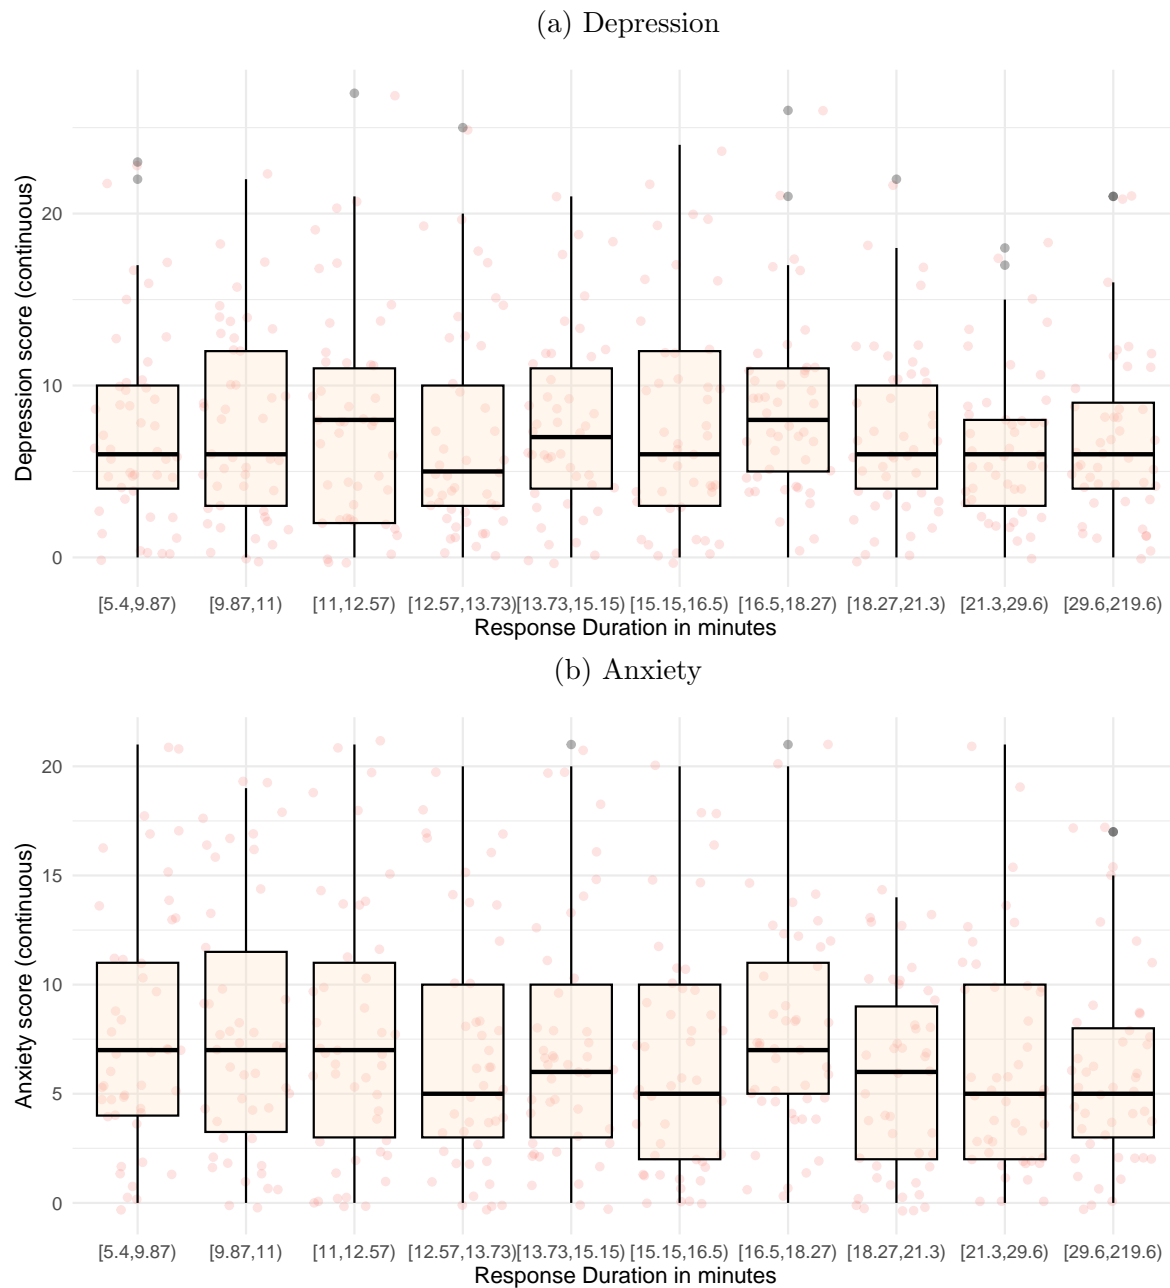 (a) Depression
Depression score (continuous)
20
10
0
[5.4,9.87) [9.87,11) [11,12.57) [12.57,13.73) [13.73,15.15) [15.15,16.5) [16.5,18.27) [18.27,21.3) [21.3,29.6) [29.6,219.6)
Response Duration in minutes
(b) Anxiety
Anxiety score (continuous)
20
15
10
5
0
[5.4,9.87) [9.87,11) [11,12.57) [12.57,13.73) [13.73,15.15) [15.15,16.5) [16.5,18.27) [18.27,21.3) [21.3,29.6) [29.6,219.6)
Response Duration in minutes